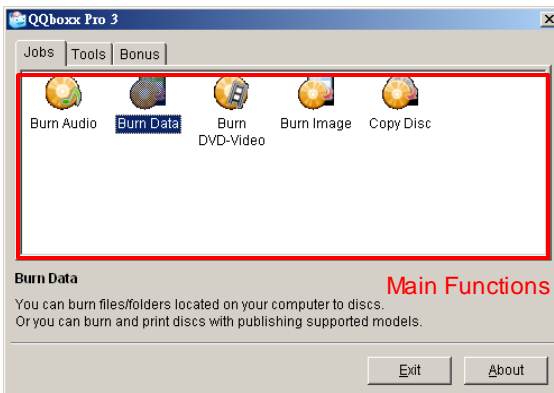 QQboxx Pro 3
Jobs Tools Bonus
Burn Audio Burn Data Burn DVD-Video Burn Image Copy Disc
Burn Data
Main Functions
You can burn files/folders located on your computer to discs.
Or you can burn and print discs with publishing supported models.
Exit About